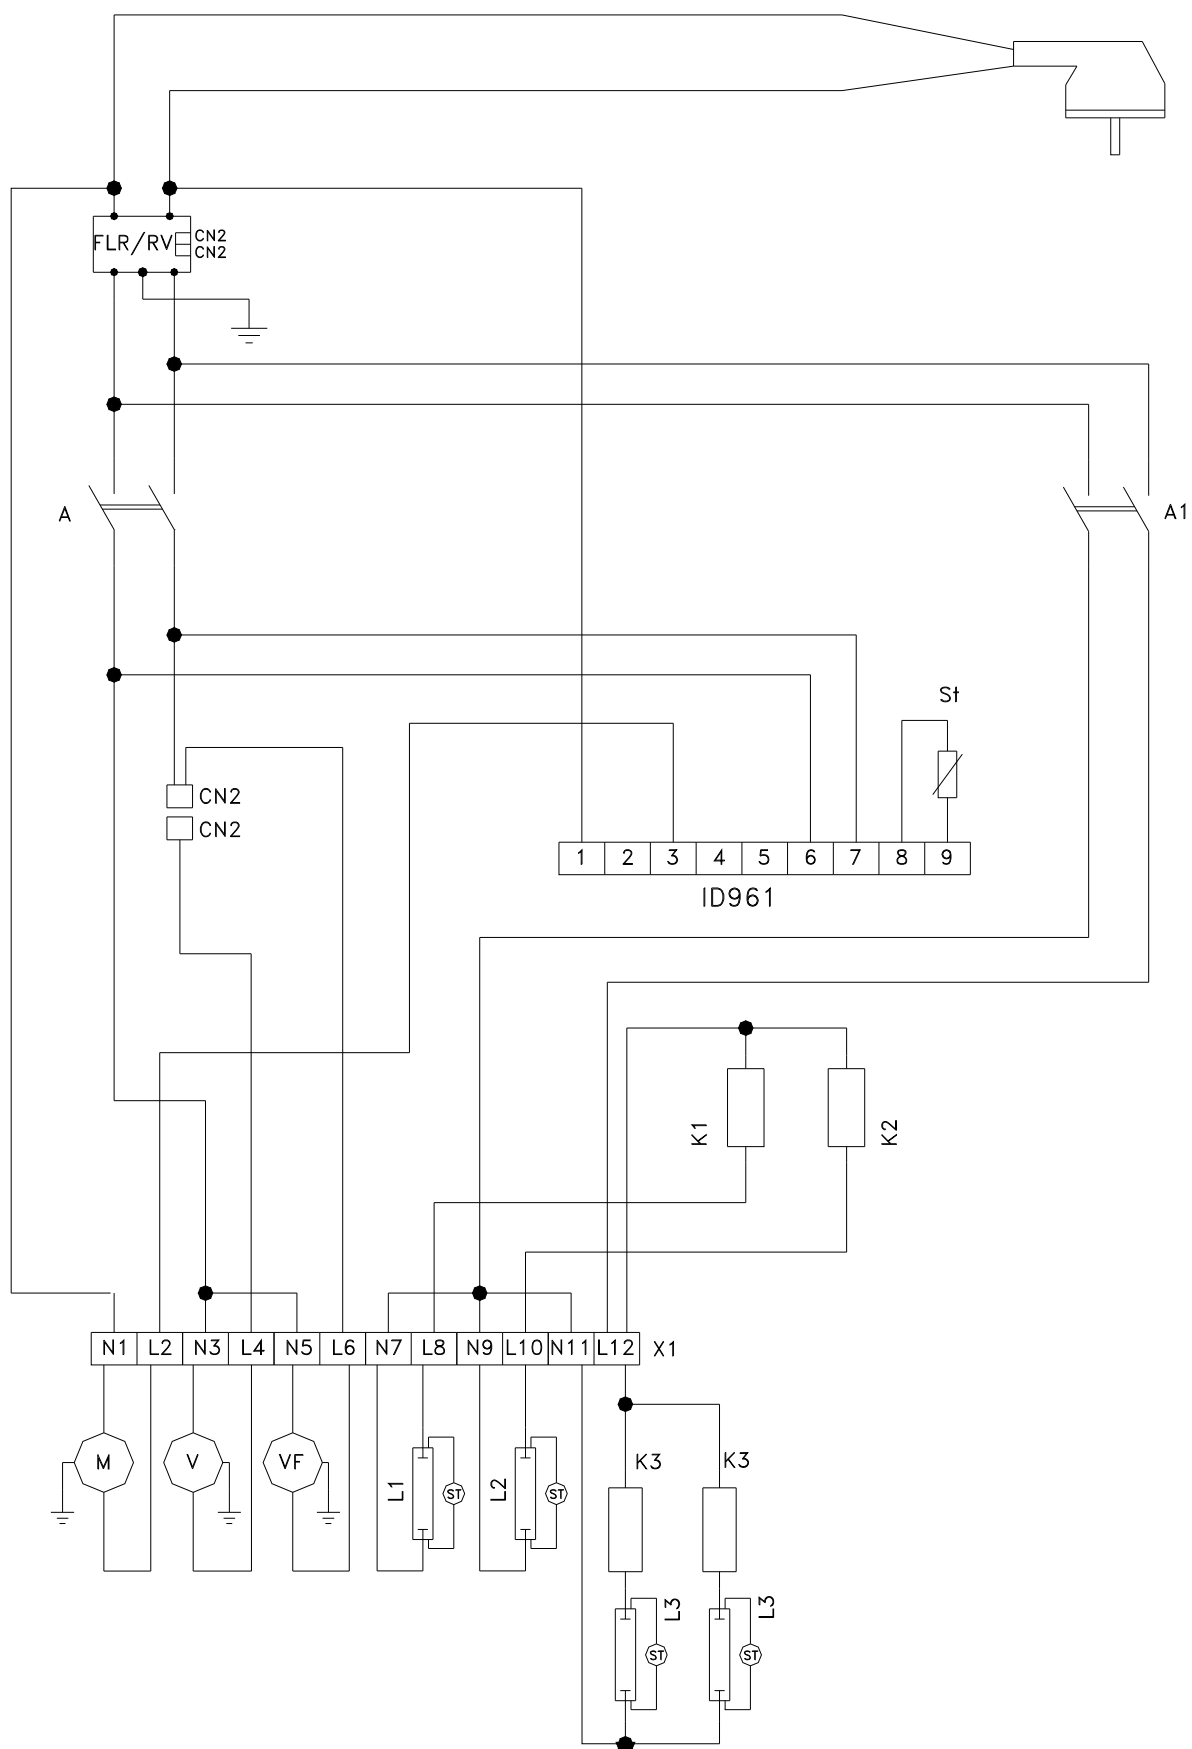 FLR/RV CN2
CN2
A
A1
St
CN2
CN2
1 2 3 4 5 6 7 8 9
ID961
K1
K2
N1 L2 N3 L4 N5 L6 N7 L8 N9 L10 N11 L12 X1
M V VF L1 ST L2 ST K3 K3
ST L3 ST L3